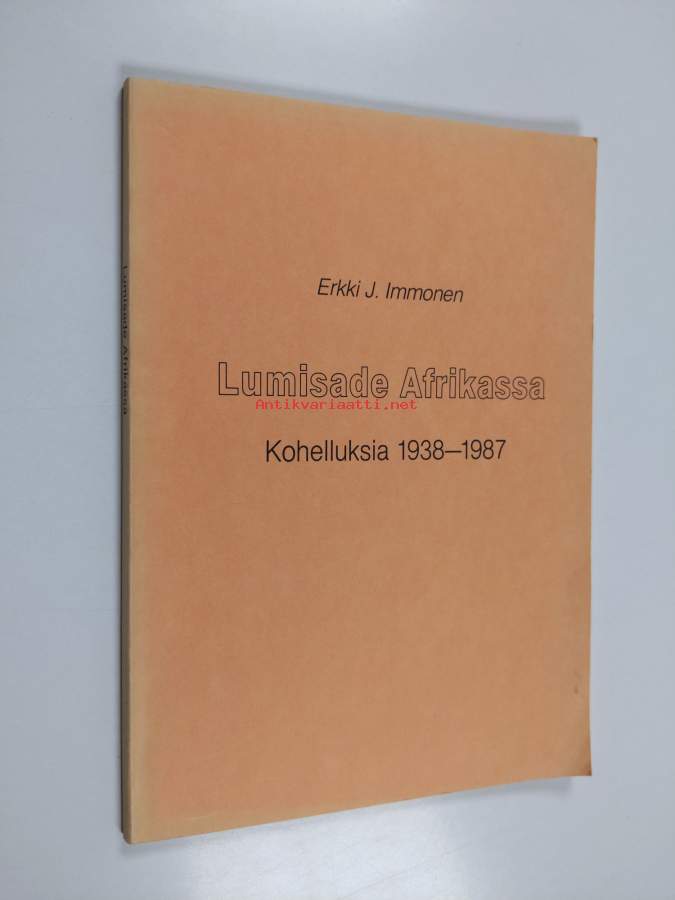 Erkki J. Immonen
Lumisade Afrikassa
Antikvariaatti.net
Kohelluksia 1938—1987
Lumisade Afrikassa